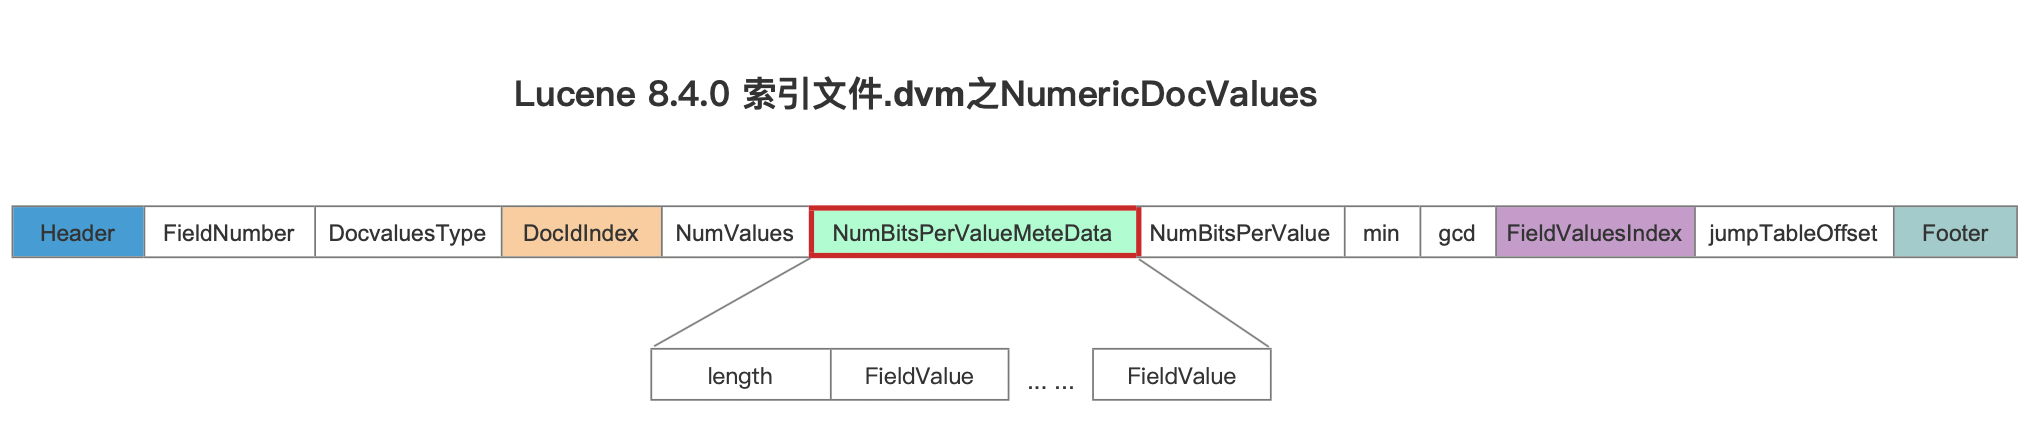 Lucene 8.4.0 索引文件.dvm之NumericDocValues
Header FieldNumber DocvaluesType DocIdIndex NumValues NumBitsPerValueMeteData NumBitsPerValue min gcd FieldValuesIndex jumpTableOffset Footer
length FieldValue ... ... FieldValue